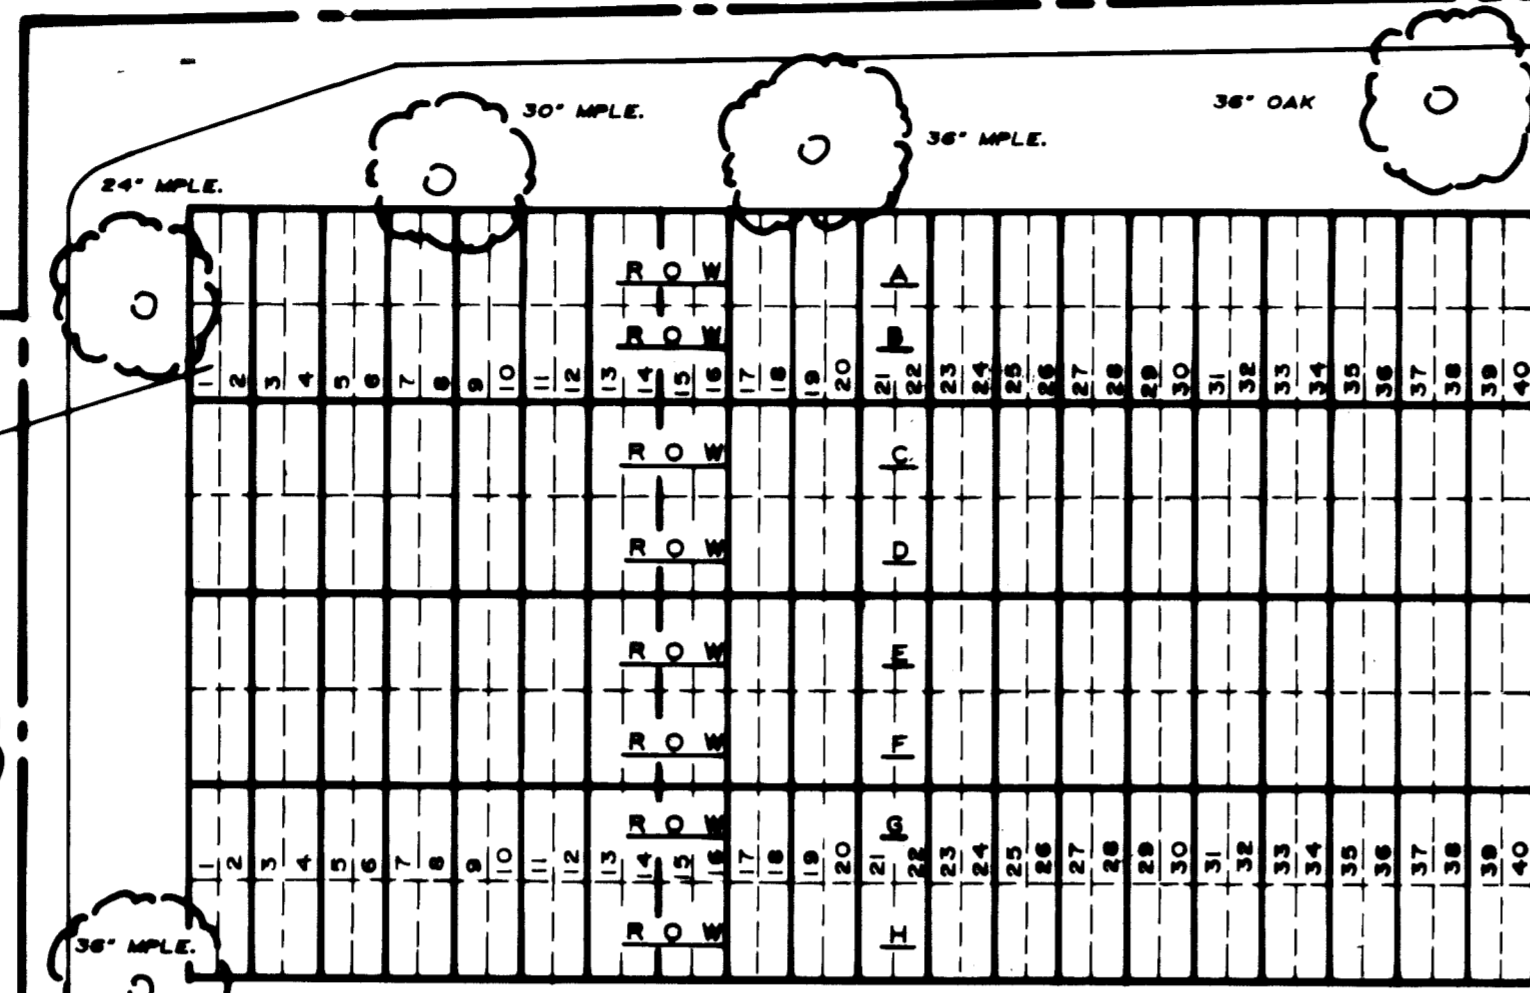 30" MPLE.
36" OAK
36" MPLE.
24" MPLE.
ROW A
ROW B
1 2 3 4 5 6 7 8 9 10 11 12 13 14 15 16 17 18 19 20 21 22 23 24 25 26 27 28 29 30 31 32 33 34 35 36 37 38 39 40
ROW C
ROW D
ROW E
ROW F
ROW G
1 2 3 4 5 6 7 8 9 10 11 12 13 14 15 16 17 18 19 20 21 22 23 24 25 26 27 28 29 30 31 32 33 34 35 36 37 38 39 40
ROW H
36" MPLE.